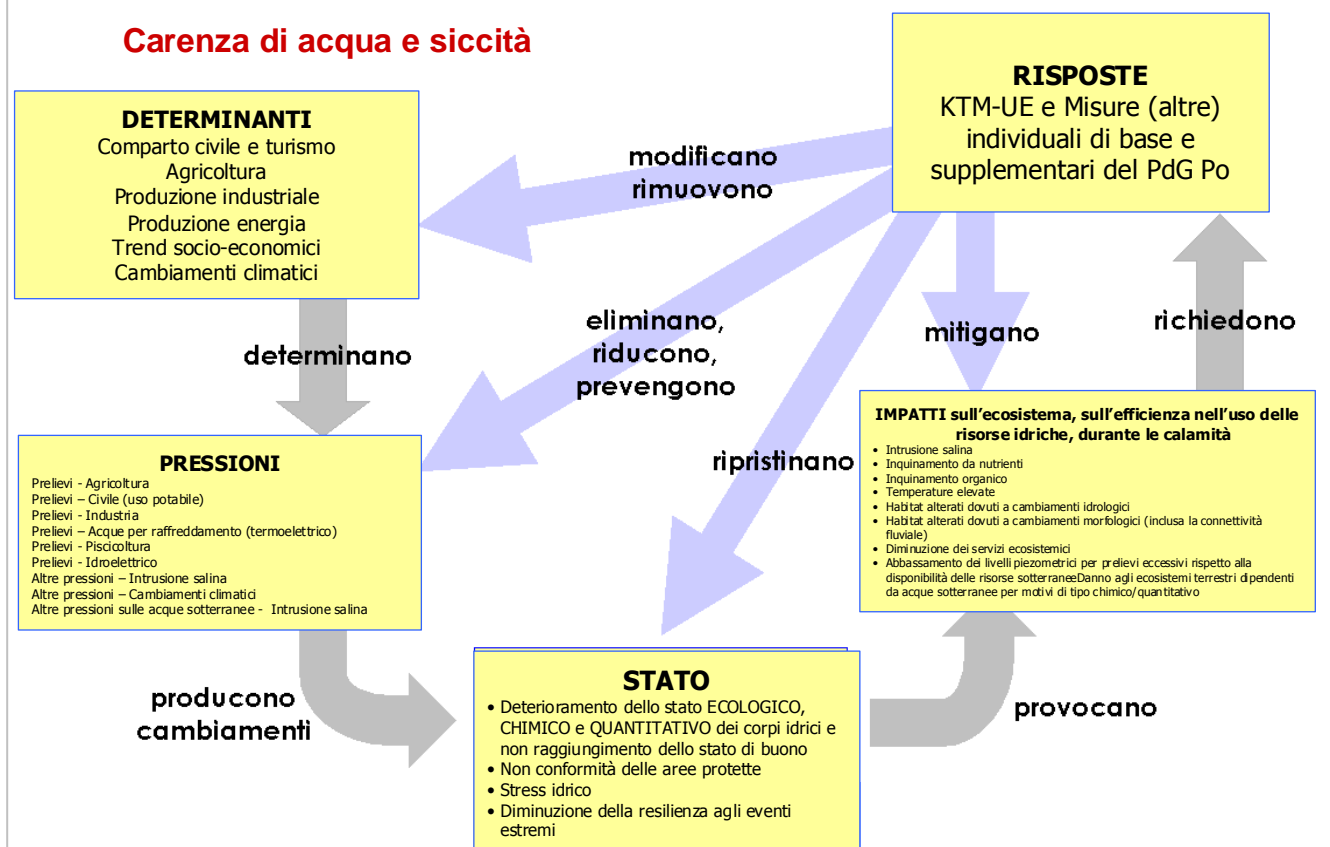 Carenza di acqua e siccità
DETERMINANTI
Comparto civile e turismo
Agricoltura
Produzione industriale
Produzione energia
Trend socio-economici
Cambiamenti climatici
RISPOSTE
KTM-UE e Misure (altre)
individuali di base e
supplementari del PdG Po
modificano
rimuovono
determinano
eliminano,
riducono,
prevengono
mitigano
richiedono
ripristinano
PRESSIONI
Prelievi - Agricoltura
Prelievi – Civile (uso potabile)
Prelievi - Industria
Prelievi – Acque per raffreddamento (termoelettrico)
Prelievi - Piscicoltura
Prelievi - Idroelettrico
Altre pressioni – Intrusione salina
Altre pressioni – Cambiamenti climatici
Altre pressioni sulle acque sotterranee - Intrusione salina
IMPATTI sull’ecosistema, sull’efficienza nell’uso delle
risorse idriche, durante le calamità
• Intrusione salina
• Inquinamento da nutrienti
• Inquinamento organico
• Temperature elevate
• Habitat alterati dovuti a cambiamenti idrologici
• Habitat alterati dovuti a cambiamenti morfologici (inclusa la connettività
fluviale)
• Diminuzione dei servizi ecosistemici
• Abbassamento dei livelli piezometrici per prelievi eccessivi rispetto alla
disponibilità delle risorse sotterraneeDanno agli ecosistemi terrestri dipendenti
da acque sotterranee per motivi di tipo chimico/quantitativo
producono
cambiamenti
STATO
• Deterioramento dello stato ECOLOGICO,
CHIMICO e QUANTITATIVO dei corpi idrici e
non raggiungimento dello stato di buono
• Non conformità delle aree protette
• Stress idrico
• Diminuzione della resilienza agli eventi
estremi
provocano